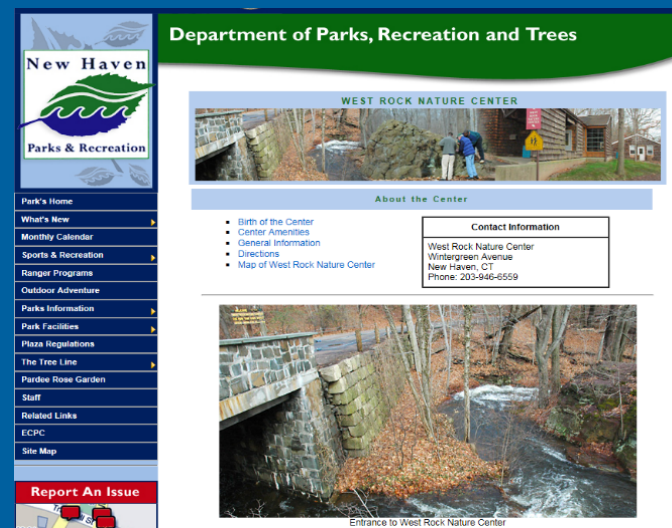 Department of Parks, Recreation and Trees
New Haven
Parks & Recreation
Park's Home
What's New
Monthly Calendar
Sports & Recreation
Ranger Programs
Outdoor Adventure
Parks Information
Park Facilities
Plaza Regulations
The Tree Line
Pardee Rose Garden
Staff
Related Links
ECPC
Site Map
Report An Issue
WEST ROCK NATURE CENTER
About the Center
Birth of the Center
Center Amenities
General Information
Directions
Map of West Rock Nature Center
Contact Information
West Rock Nature Center
Wintergreen Avenue
New Haven, CT
Phone: 203-946-6559
Entrance to West Rock Nature Center